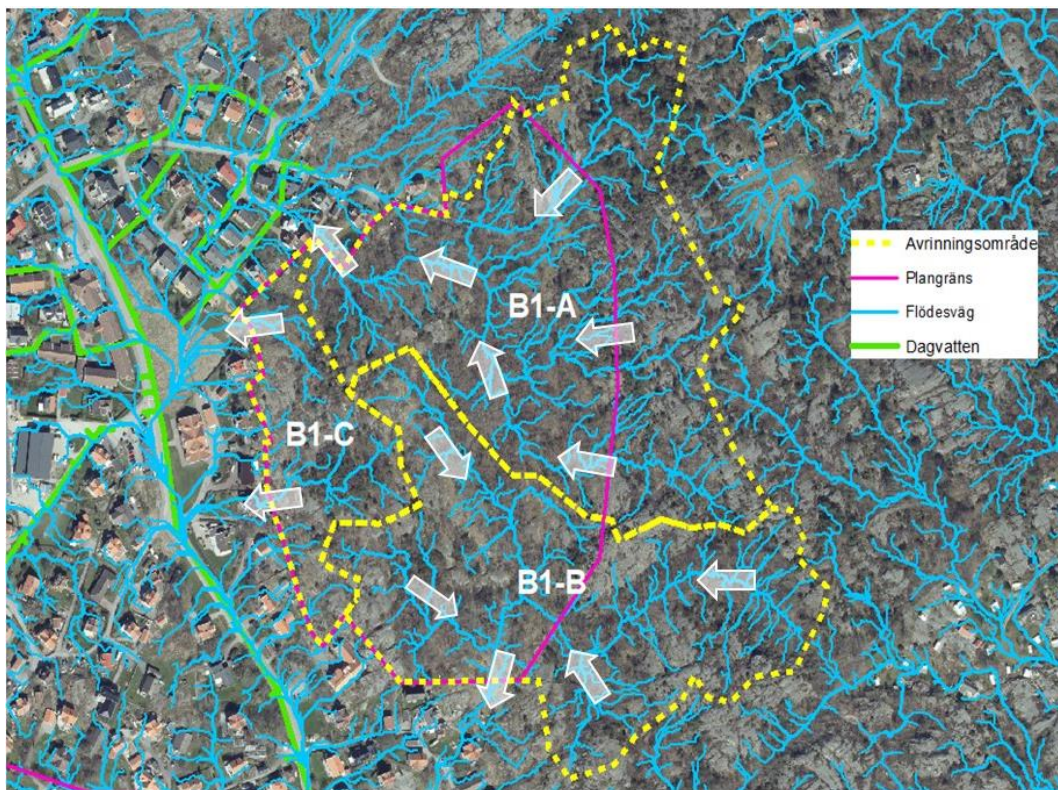 Avrinningsområde
Plangräns
B1-A
Flödesväg
Dagvatten
B1-C
B1-B